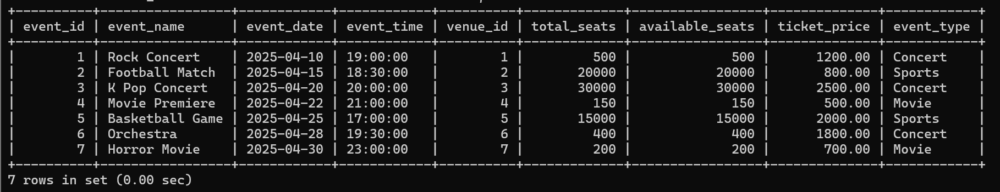 +----------+-----------------+------------+------------+----------+-------------+-----------------+--------------+------------+
| event_id | event_name      | event_date | event_time | venue_id | total_seats | available_seats | ticket_price | event_type |
+----------+-----------------+------------+------------+----------+-------------+-----------------+--------------+------------+
|        1 | Rock Concert    | 2025-04-10 | 19:00:00   |        1 |         500 |             500 |      1200.00 | Concert    |
|        2 | Football Match  | 2025-04-15 | 18:30:00   |        2 |       20000 |           20000 |       800.00 | Sports     |
|        3 | K Pop Concert   | 2025-04-20 | 20:00:00   |        3 |       30000 |           30000 |      2500.00 | Concert    |
|        4 | Movie Premiere  | 2025-04-22 | 21:00:00   |        4 |         150 |             150 |       500.00 | Movie      |
|        5 | Basketball Game | 2025-04-25 | 17:00:00   |        5 |       15000 |           15000 |      2000.00 | Sports     |
|        6 | Orchestra       | 2025-04-28 | 19:30:00   |        6 |         400 |             400 |      1800.00 | Concert    |
|        7 | Horror Movie    | 2025-04-30 | 23:00:00   |        7 |         200 |             200 |       700.00 | Movie      |
+----------+-----------------+------------+------------+----------+-------------+-----------------+--------------+------------+
7 rows in set (0.00 sec)